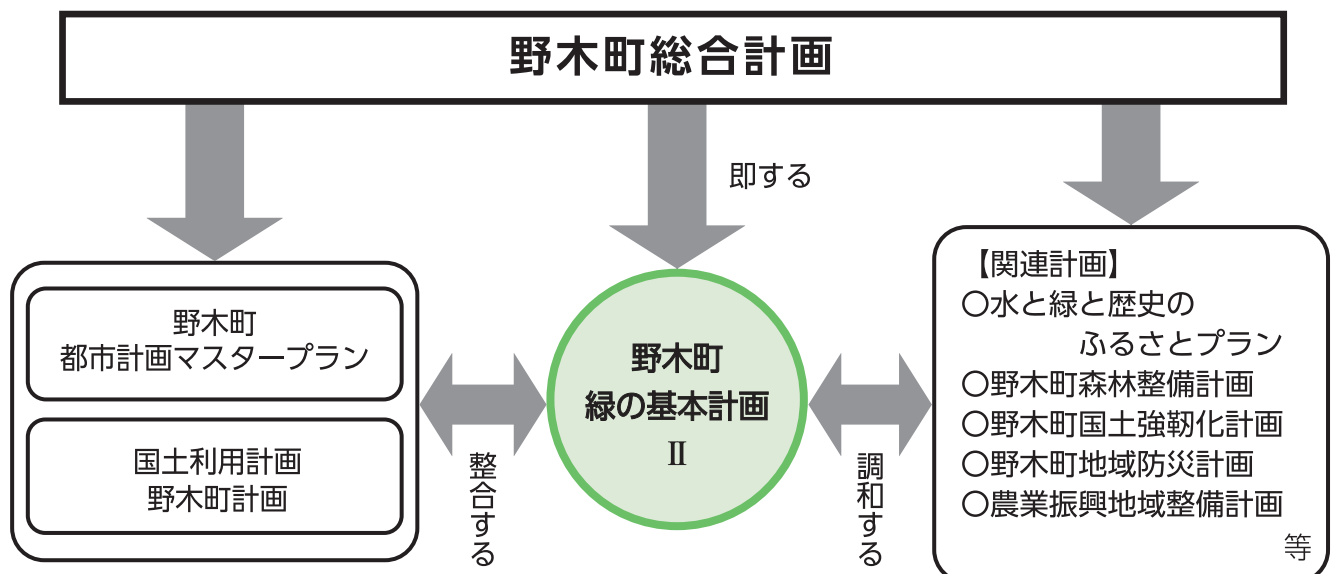 野木町総合計画
即する
野木町
都市計画マスタープラン
国土利用計画
野木町計画
整合する
野木町
緑の基本計画
Ⅱ
調和する
【関連計画】
〇水と緑と歴史の
ふるさとプラン
〇野木町森林整備計画
〇野木町国土強靭化計画
〇野木町地域防災計画
〇農業振興地域整備計画
等